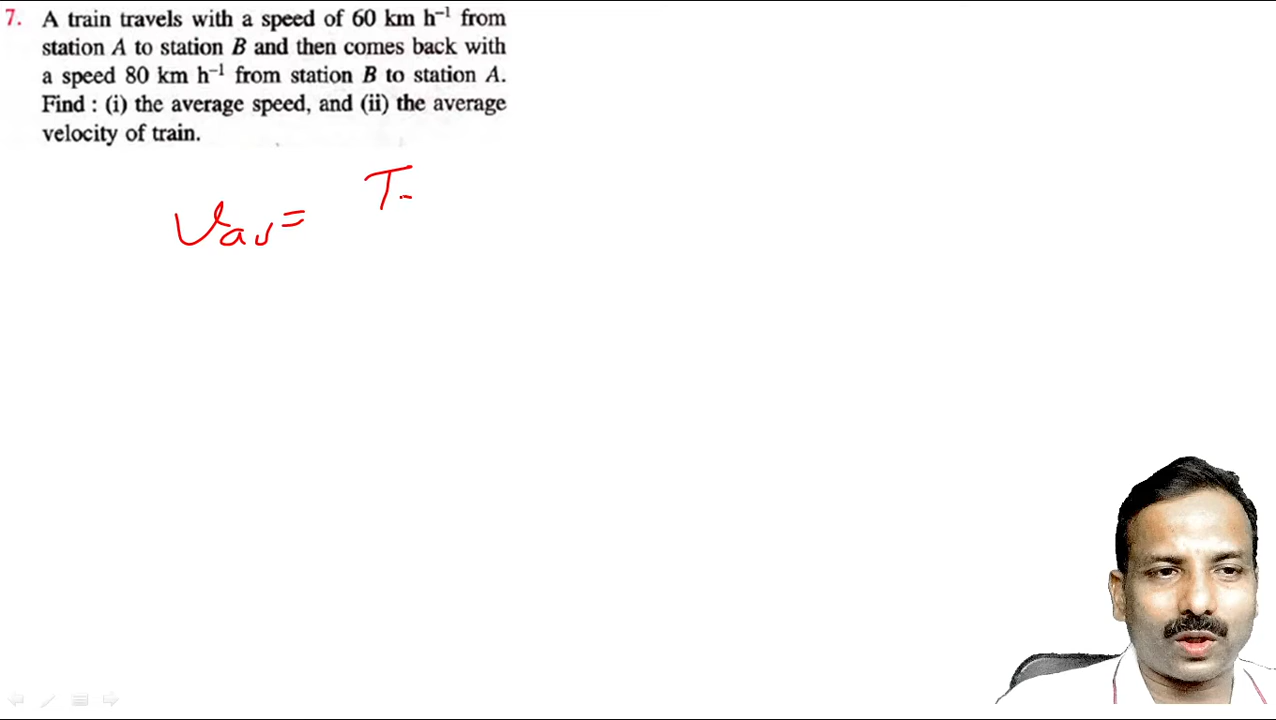 7. A train travels with a speed of 60 km h⁻¹ from
station A to station B and then comes back with
a speed 80 km h⁻¹ from station B to station A.
Find : (i) the average speed, and (ii) the average
velocity of train.
T
Vav =